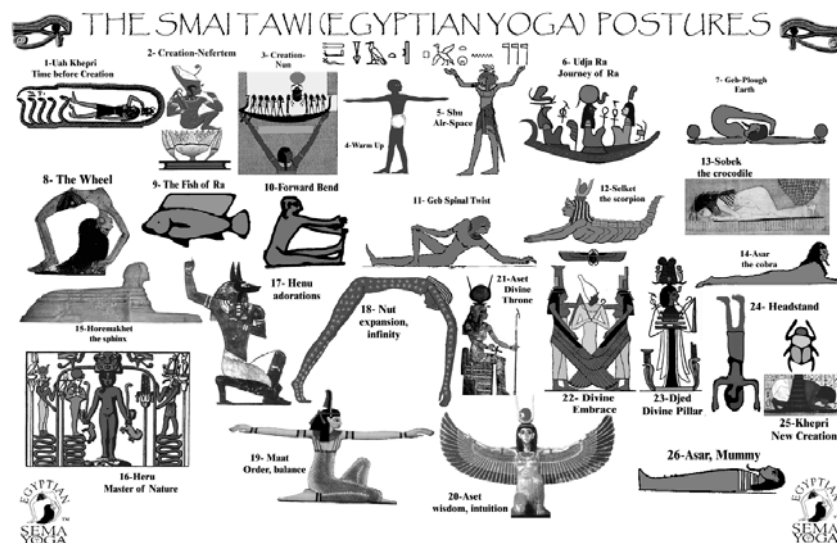 THE SMAI TAWI (EGYPTIAN YOGA) POSTURES
1-Uah Khepri
Time before Creation
2- Creation-Nefertem
3- Creation-
Nun
4-Warm Up
5- Shu
Air-Space
6- Udja Ra
Journey of Ra
7- Geb-Plough
Earth
8- The Wheel
9- The Fish of Ra
10-Forward Bend
11- Geb Spinal Twist
12-Selket
the scorpion
13-Sobek
the crocodile
14-Asar
the cobra
15-Horemakhet
the sphinx
16-Heru
Master of Nature
17- Henu
adorations
18- Nut
expansion,
infinity
19- Maat
Order, balance
20-Aset
wisdom, intuition
21-Aset
Divine
Throne
22- Divine
Embrace
23-Djed
Divine Pillar
24- Headstand
25-Khepri
New Creation
26-Asar, Mummy
EGYPTIAN
SEMA
YOGA
TM
EGYPTIAN
SEMA
YOGA